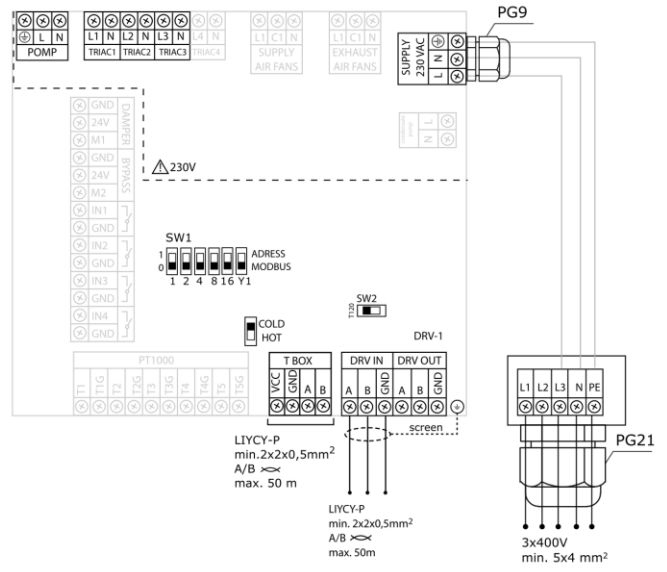 PG9
⏚ L N
POMP
L1 N L2 N L3 N L4 N
TRIAC1 TRIAC2 TRIAC3 TRIAC4
L1 C1 N
SUPPLY
AIR FANS
L1 C1 N
EXHAUST
AIR FANS
SUPPLY
230 VAC
⏚
N
L
GND
24V
M1
DAMPER
GND
24V
M2
BYPASS
IN1
GND
IN2
GND
IN3
GND
IN4
GND
L
N
⚠ 230V
SW1
1
0
1 2 4 8 16 Y1
ADRESS
MODBUS
SW2
T120
COLD
HOT
DRV-1
PT1000
T1 T1G T2 T2G T3 T3G T4 T4G T5 T5G
T BOX
VCC GND A B
DRV IN DRV OUT
A B GND A B GND
screen
LIYCY-P
min.2x2x0,5mm²
A/B
max. 50 m
LIYCY-P
min. 2x2x0,5mm²
A/B
max. 50m
L1 L2 L3 N PE
PG21
3x400V
min. 5x4 mm²